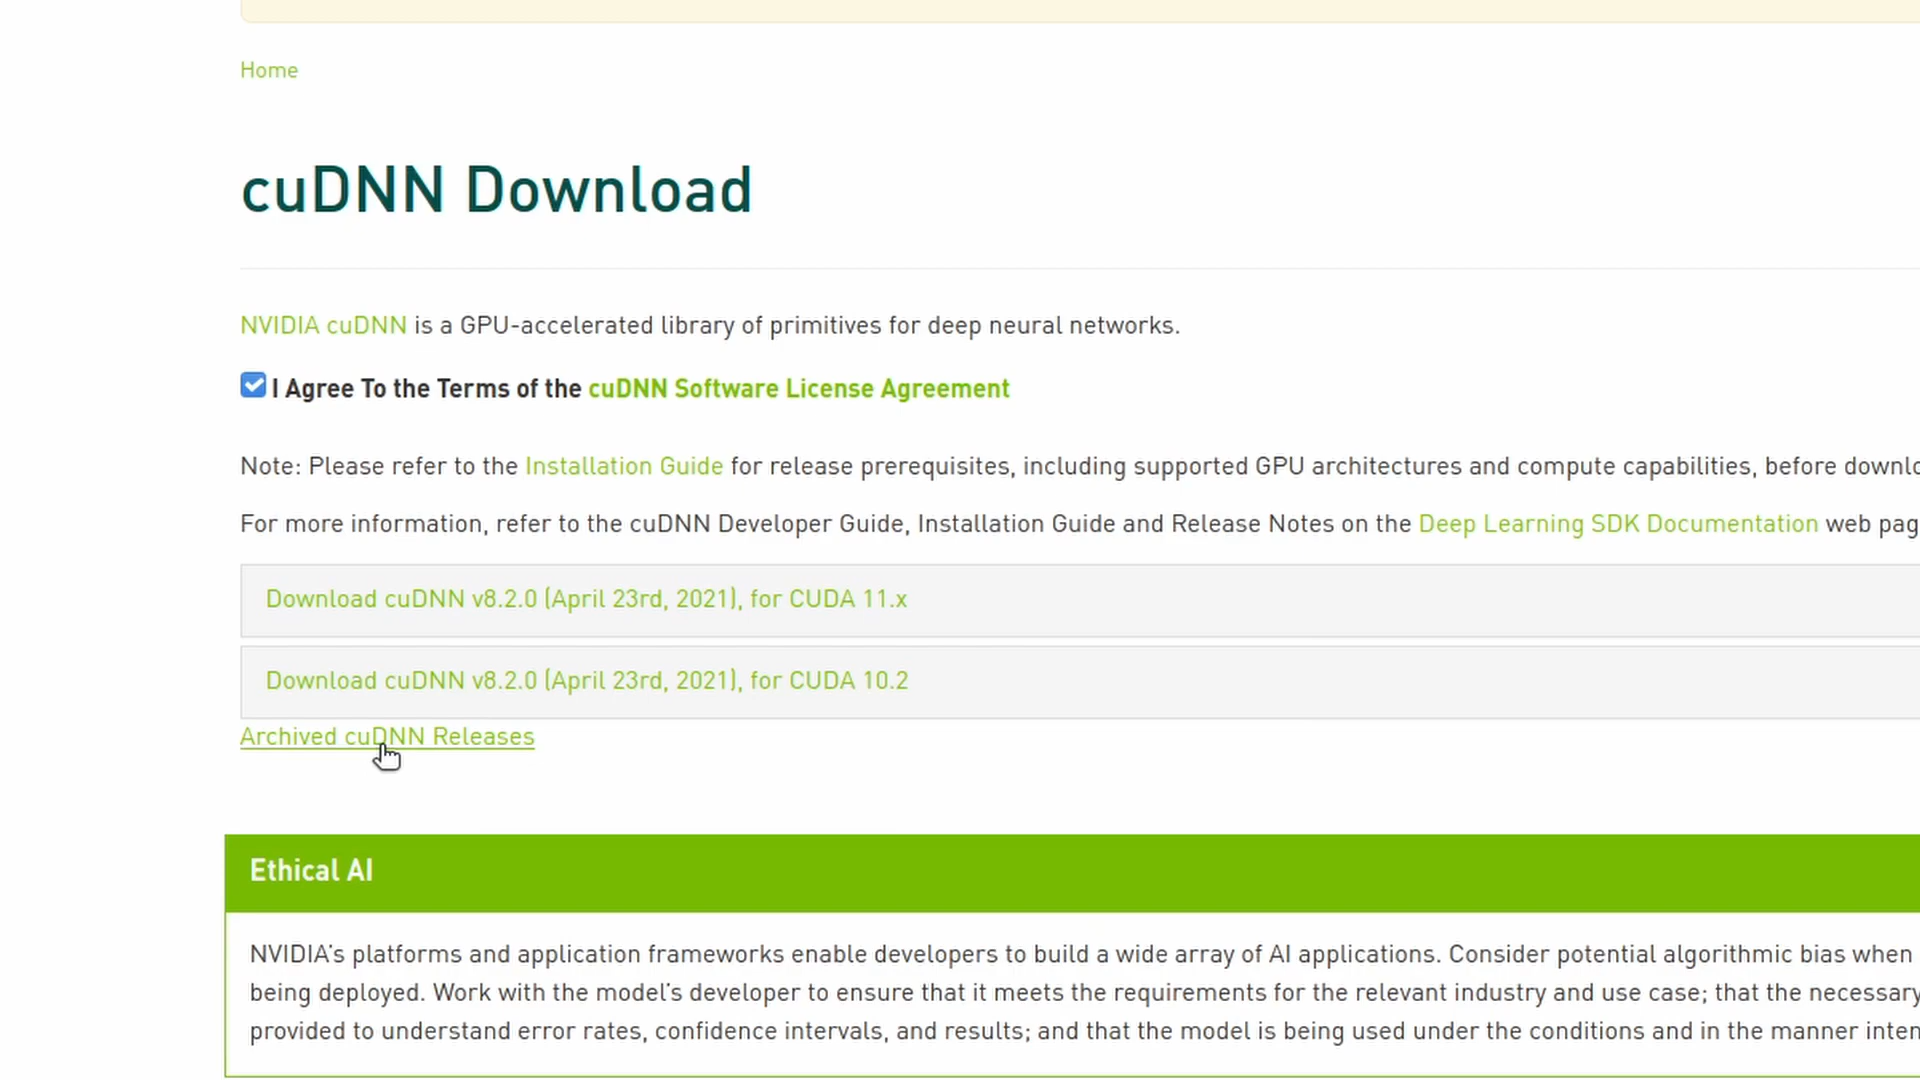 Home
cuDNN Download
NVIDIA cuDNN is a GPU-accelerated library of primitives for deep neural networks.
I Agree To the Terms of the cuDNN Software License Agreement
Note: Please refer to the Installation Guide for release prerequisites, including supported GPU architectures and compute capabilities, before downlo
For more information, refer to the cuDNN Developer Guide, Installation Guide and Release Notes on the Deep Learning SDK Documentation web pag
Download cuDNN v8.2.0 (April 23rd, 2021), for CUDA 11.x
Download cuDNN v8.2.0 (April 23rd, 2021), for CUDA 10.2
Archived cuDNN Releases
Ethical AI
NVIDIA's platforms and application frameworks enable developers to build a wide array of AI applications. Consider potential algorithmic bias when
being deployed. Work with the model's developer to ensure that it meets the requirements for the relevant industry and use case; that the necessary
provided to understand error rates, confidence intervals, and results; and that the model is being used under the conditions and in the manner inten